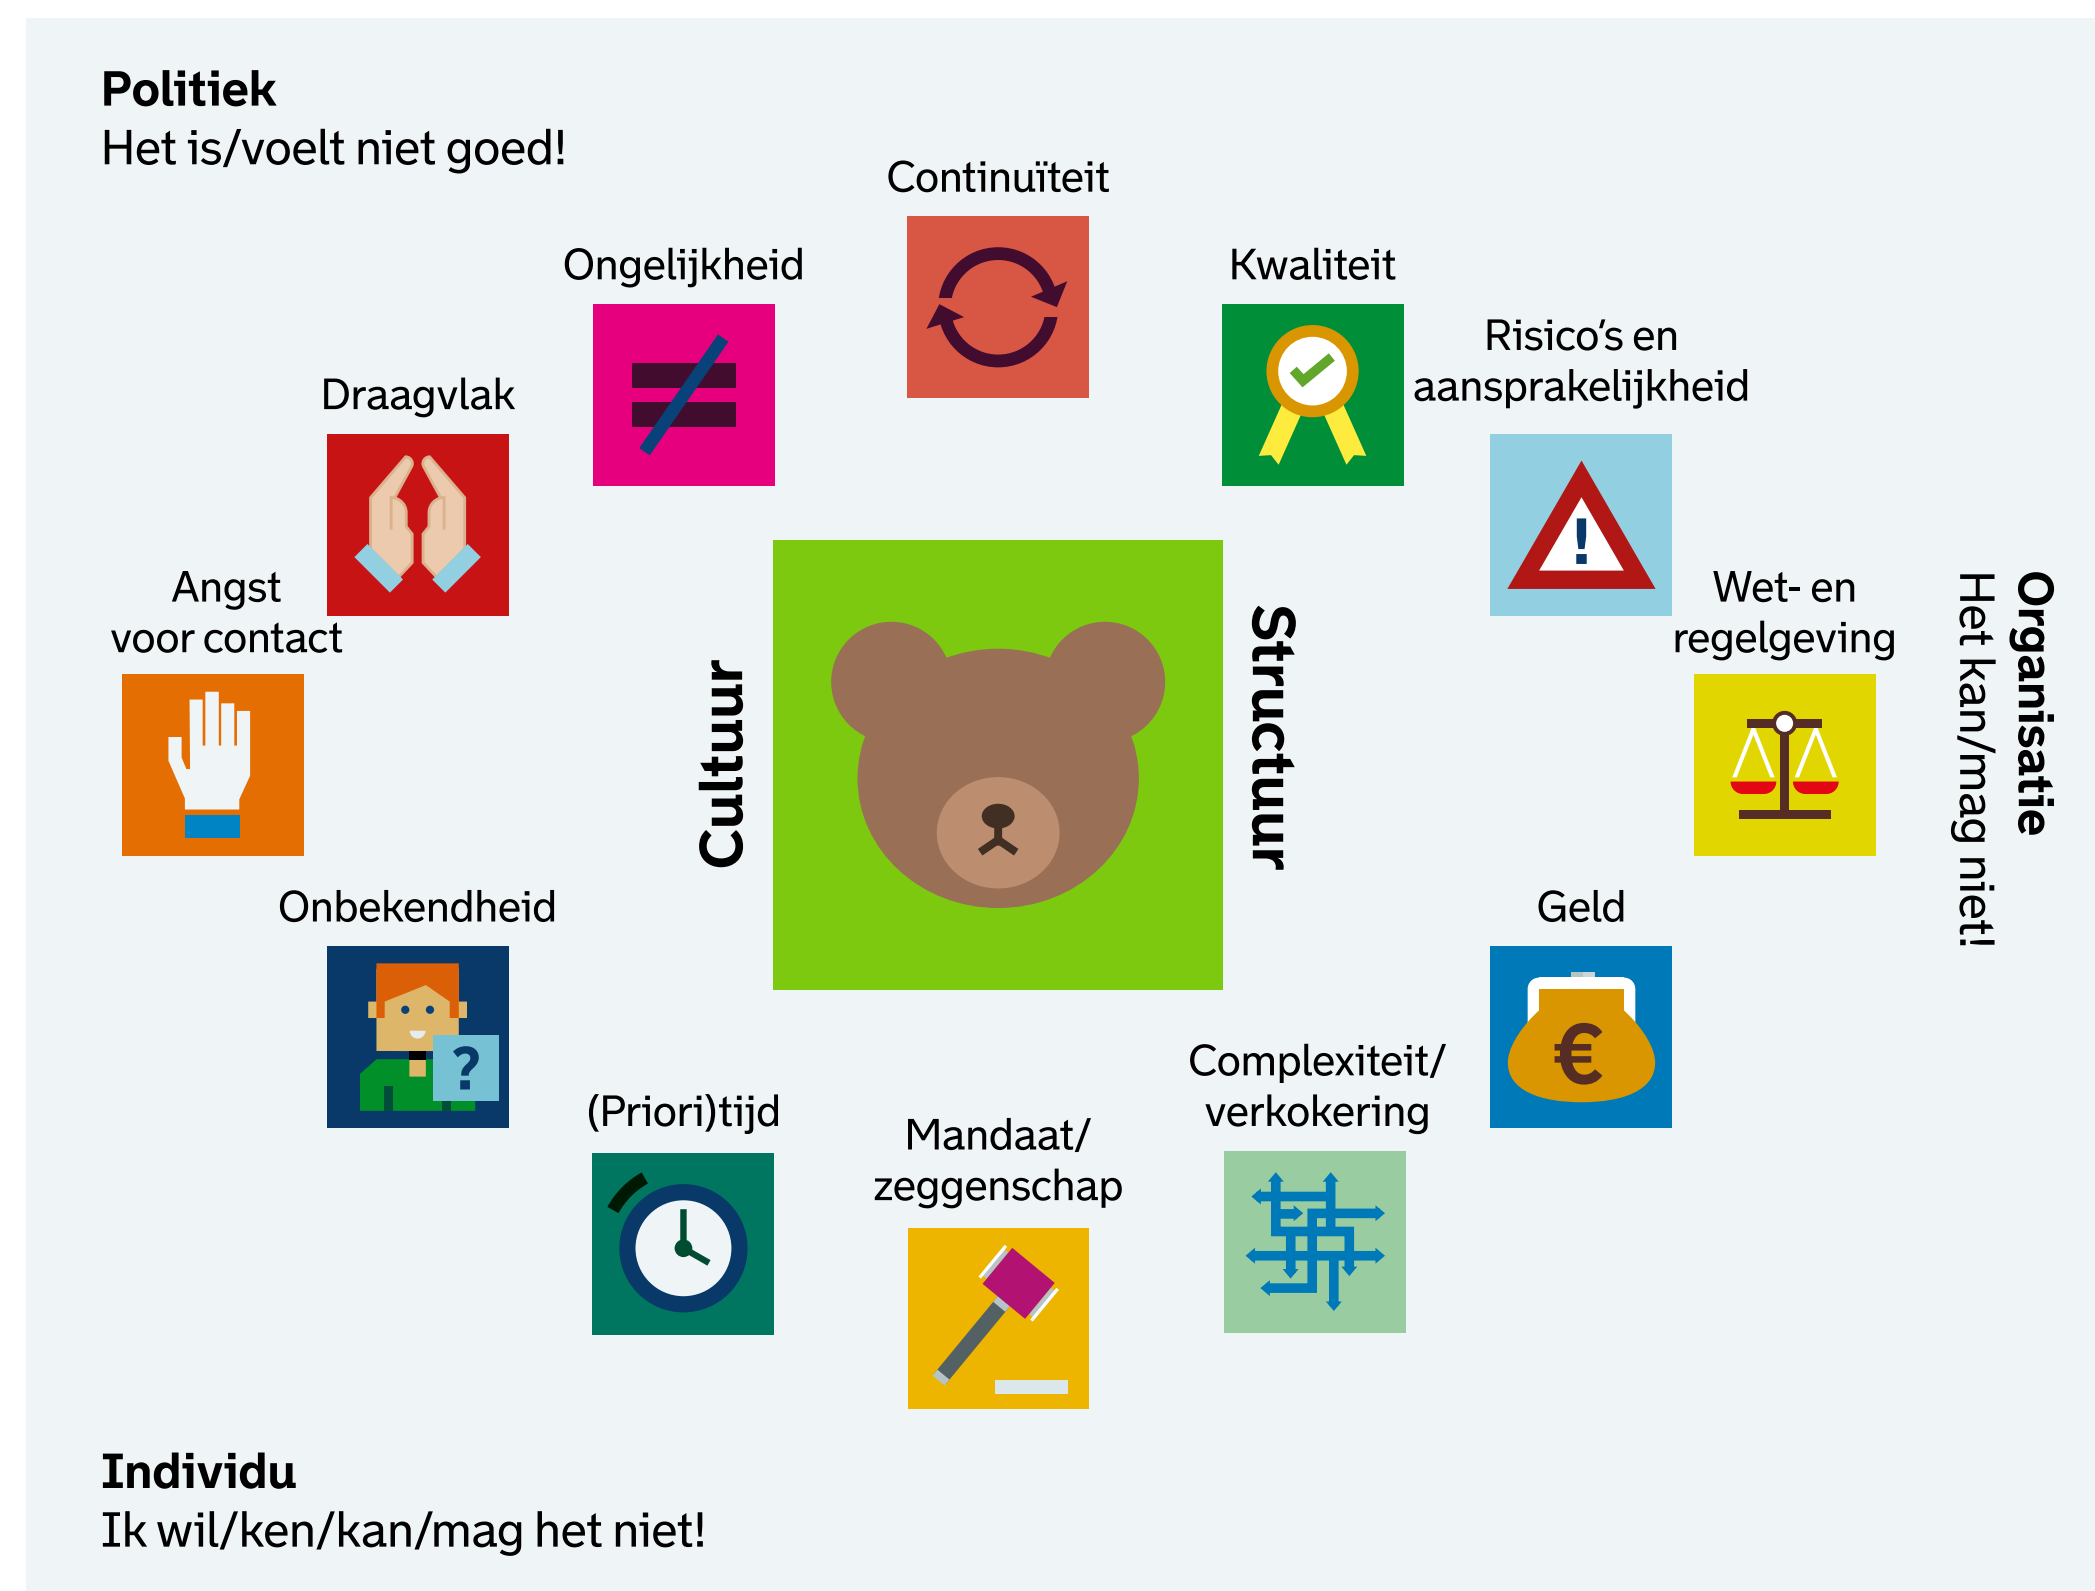 Politiek
Het is/voelt niet goed!
Continuïteit
Ongelijkheid
Kwaliteit
Risico's en
aansprakelijkheid
Draagvlak
!
Angst
voor contact
Wet- en
regelgeving
Organisatie
Het kan/mag niet!
Cultuur
Structuur
Onbekendheid
?
Geld
€
(Priori)tijd
Mandaat/
zeggenschap
Complexiteit/
verkokering
Individu
Ik wil/ken/kan/mag het niet!